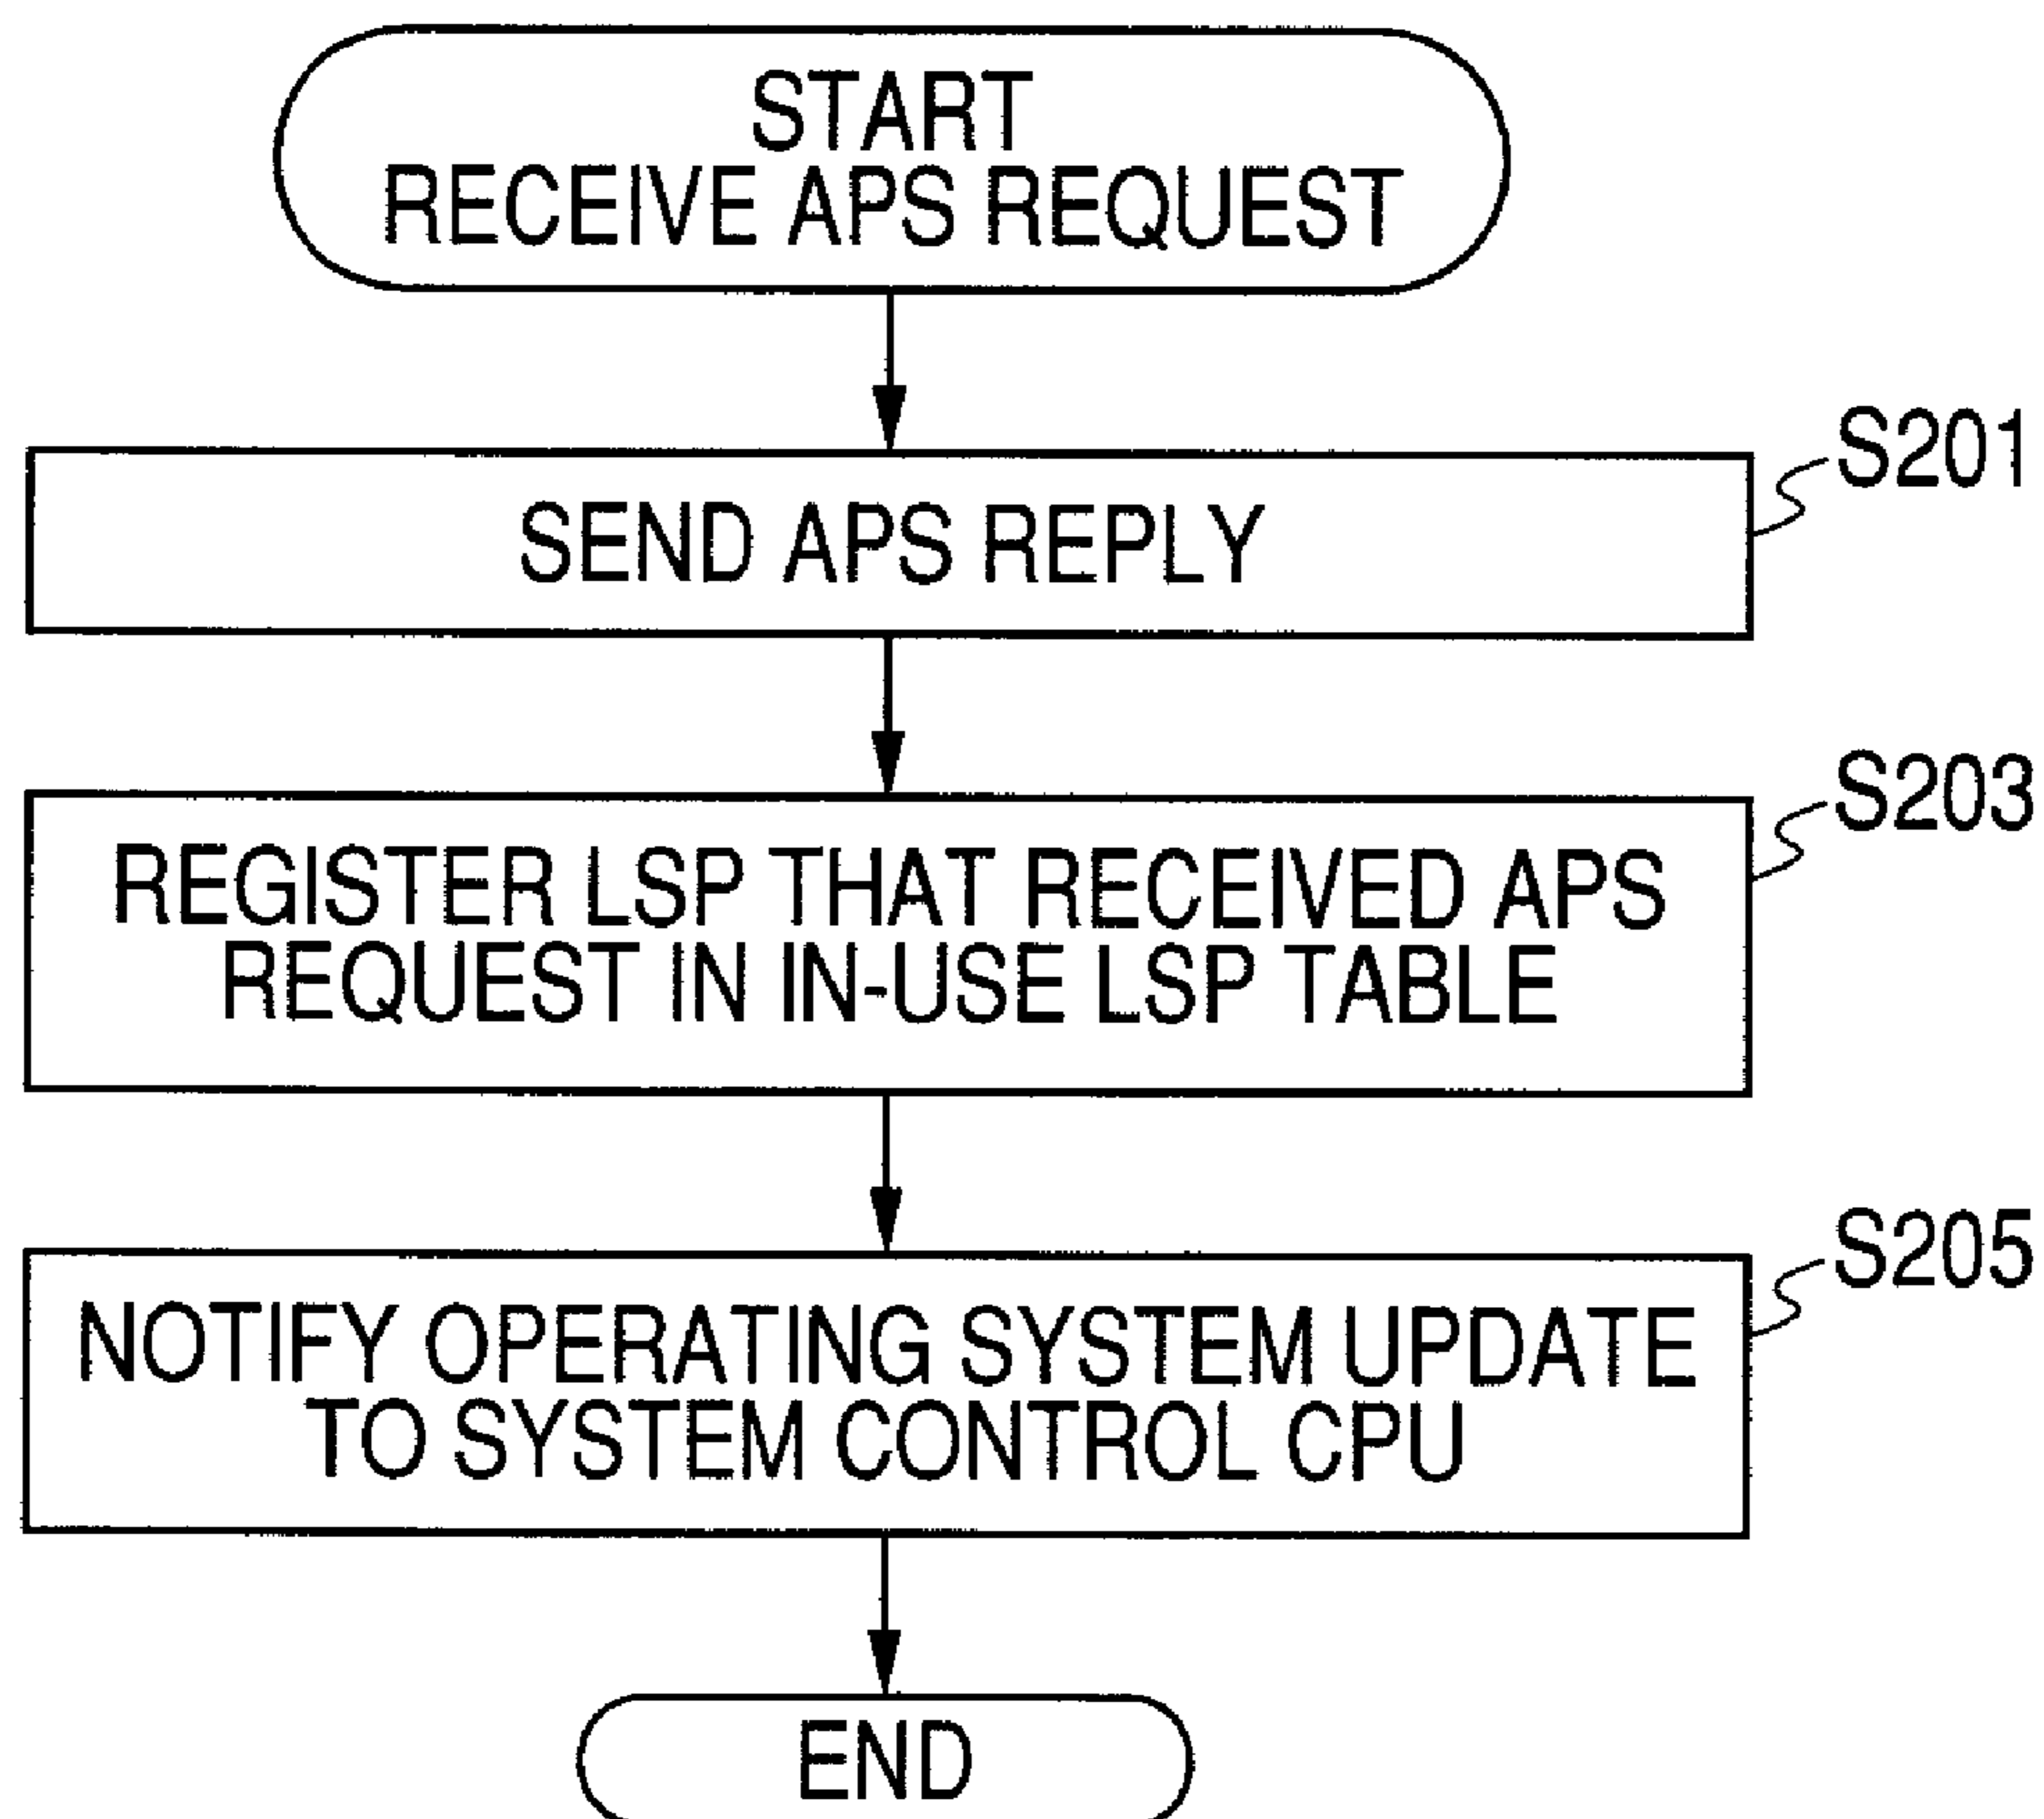 START
RECEIVE APS REQUEST
S201
SEND APS REPLY
S203
REGISTER LSP THAT RECEIVED APS
REQUEST IN IN-USE LSP TABLE
S205
NOTIFY OPERATING SYSTEM UPDATE
TO SYSTEM CONTROL CPU
END